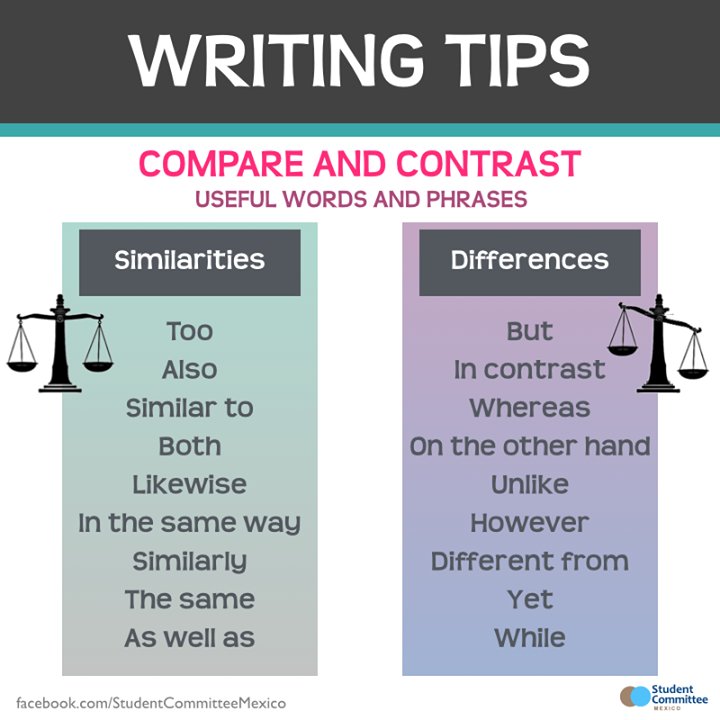 WRITING TIPS
COMPARE AND CONTRAST
USEFUL WORDS AND PHRASES
Similarities
Too
Also
Similar to
Both
Likewise
In the same way
Similarly
The same
As well as
Differences
But
In contrast
Whereas
On the other hand
Unlike
However
Different from
Yet
While
facebook.com/StudentCommitteeMexico
Student
Committee
MEXICO